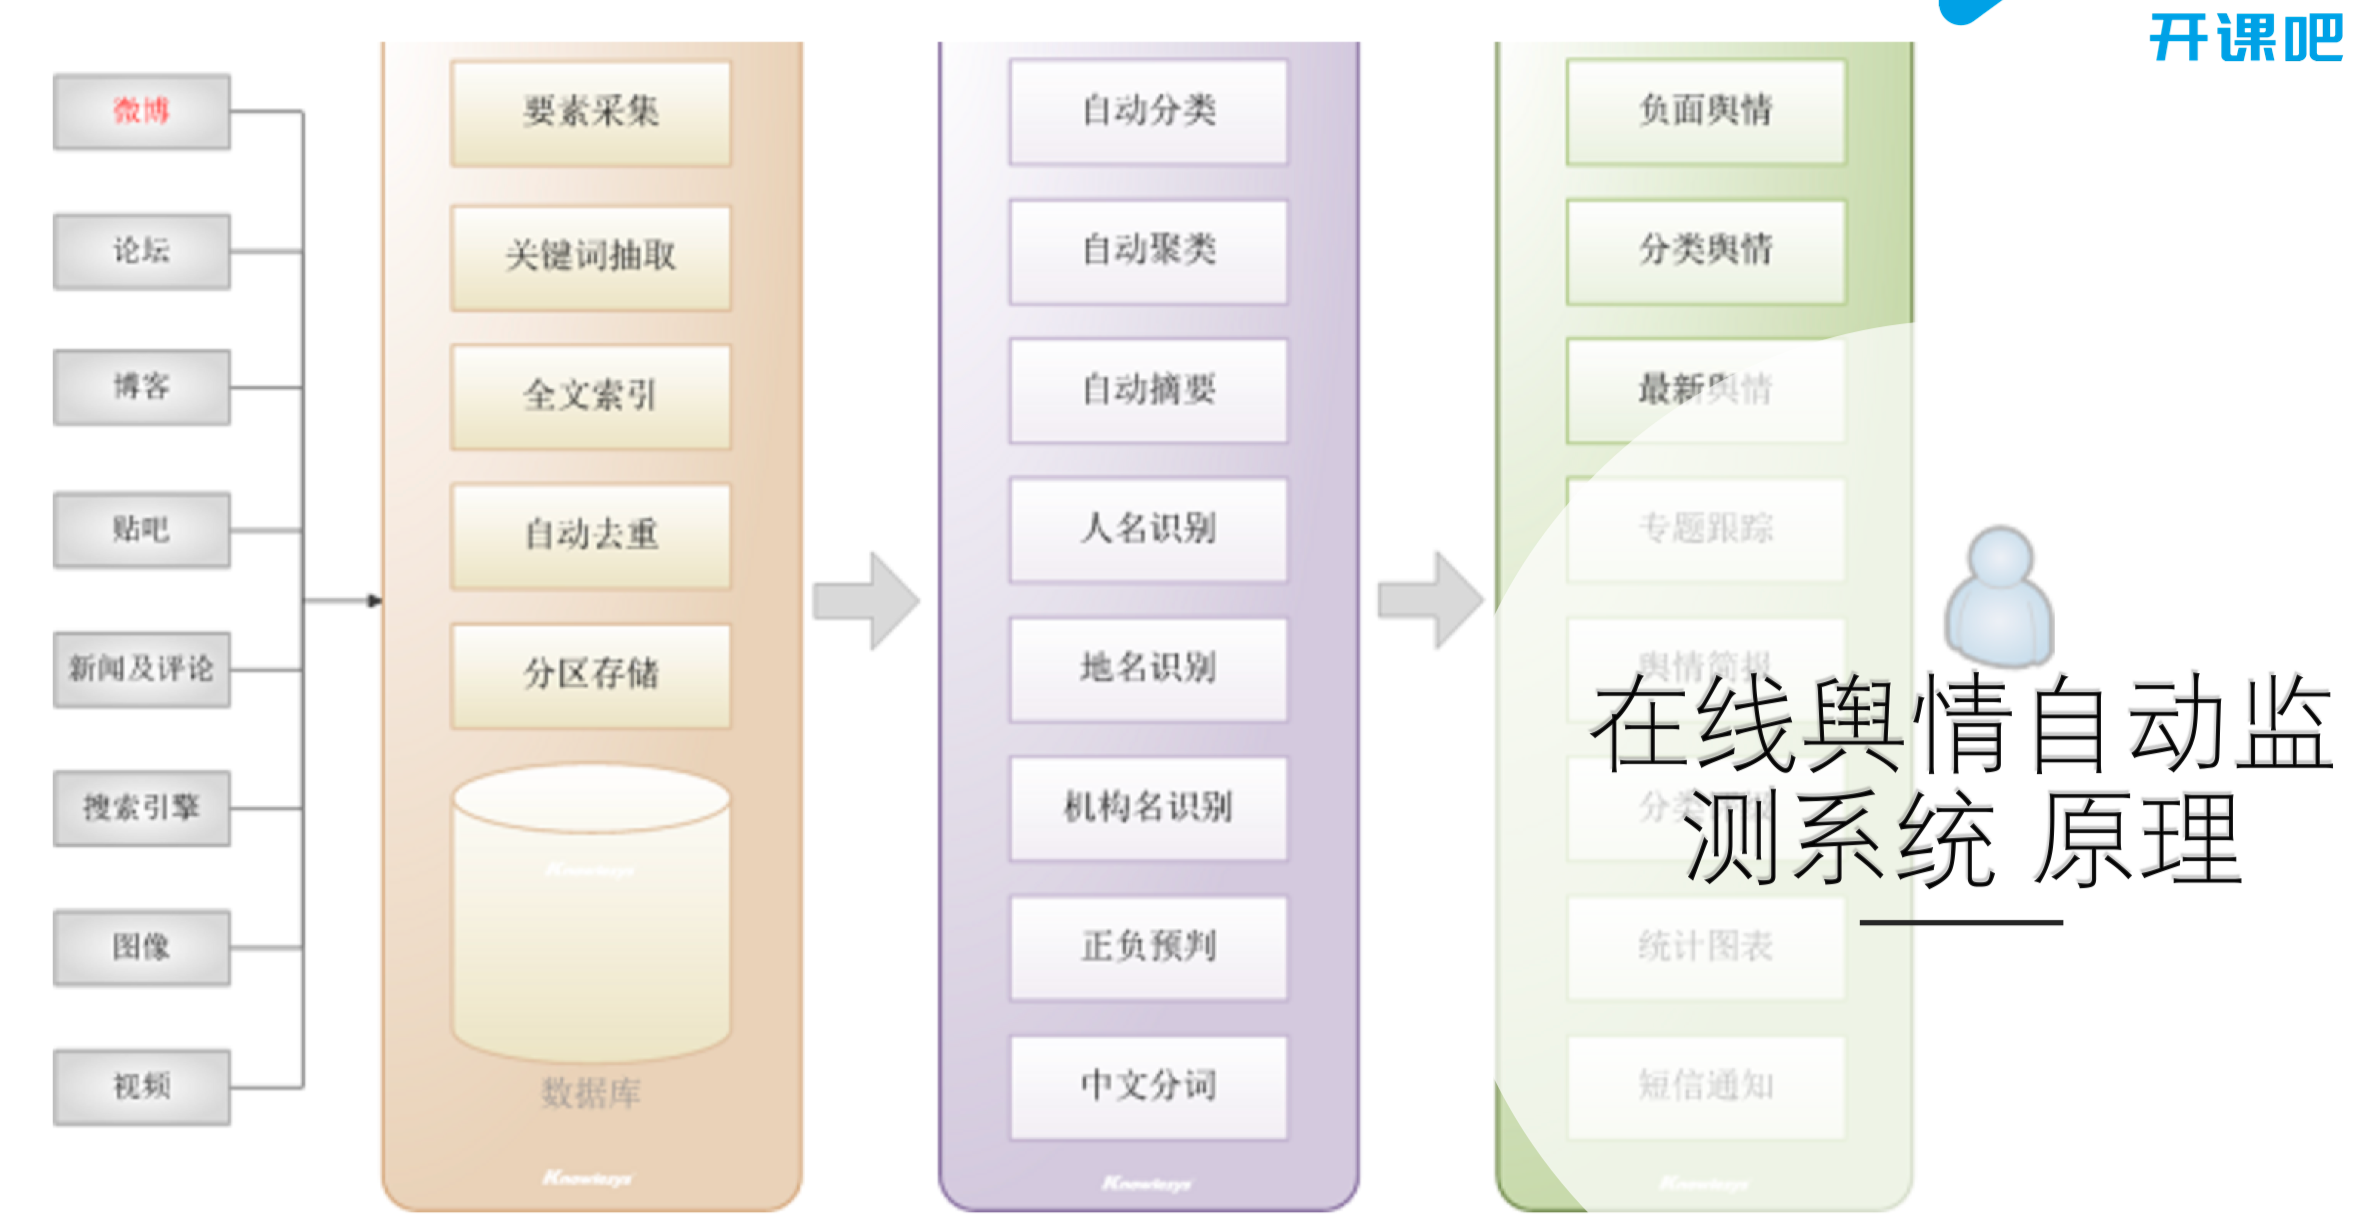 开课吧
微博
论坛
博客
贴吧
新闻及评论
搜索引擎
图像
视频
要素采集
关键词抽取
全文索引
自动去重
分区存储
Knowlesys
数据库
Knowlesys
自动分类
自动聚类
自动摘要
人名识别
地名识别
机构名识别
正负预判
中文分词
Knowlesys
负面舆情
分类舆情
最新舆情
专题跟踪
舆情简报
分类
统计图表
短信通知
Knowlesys
在线舆情自动监
测系统 原理